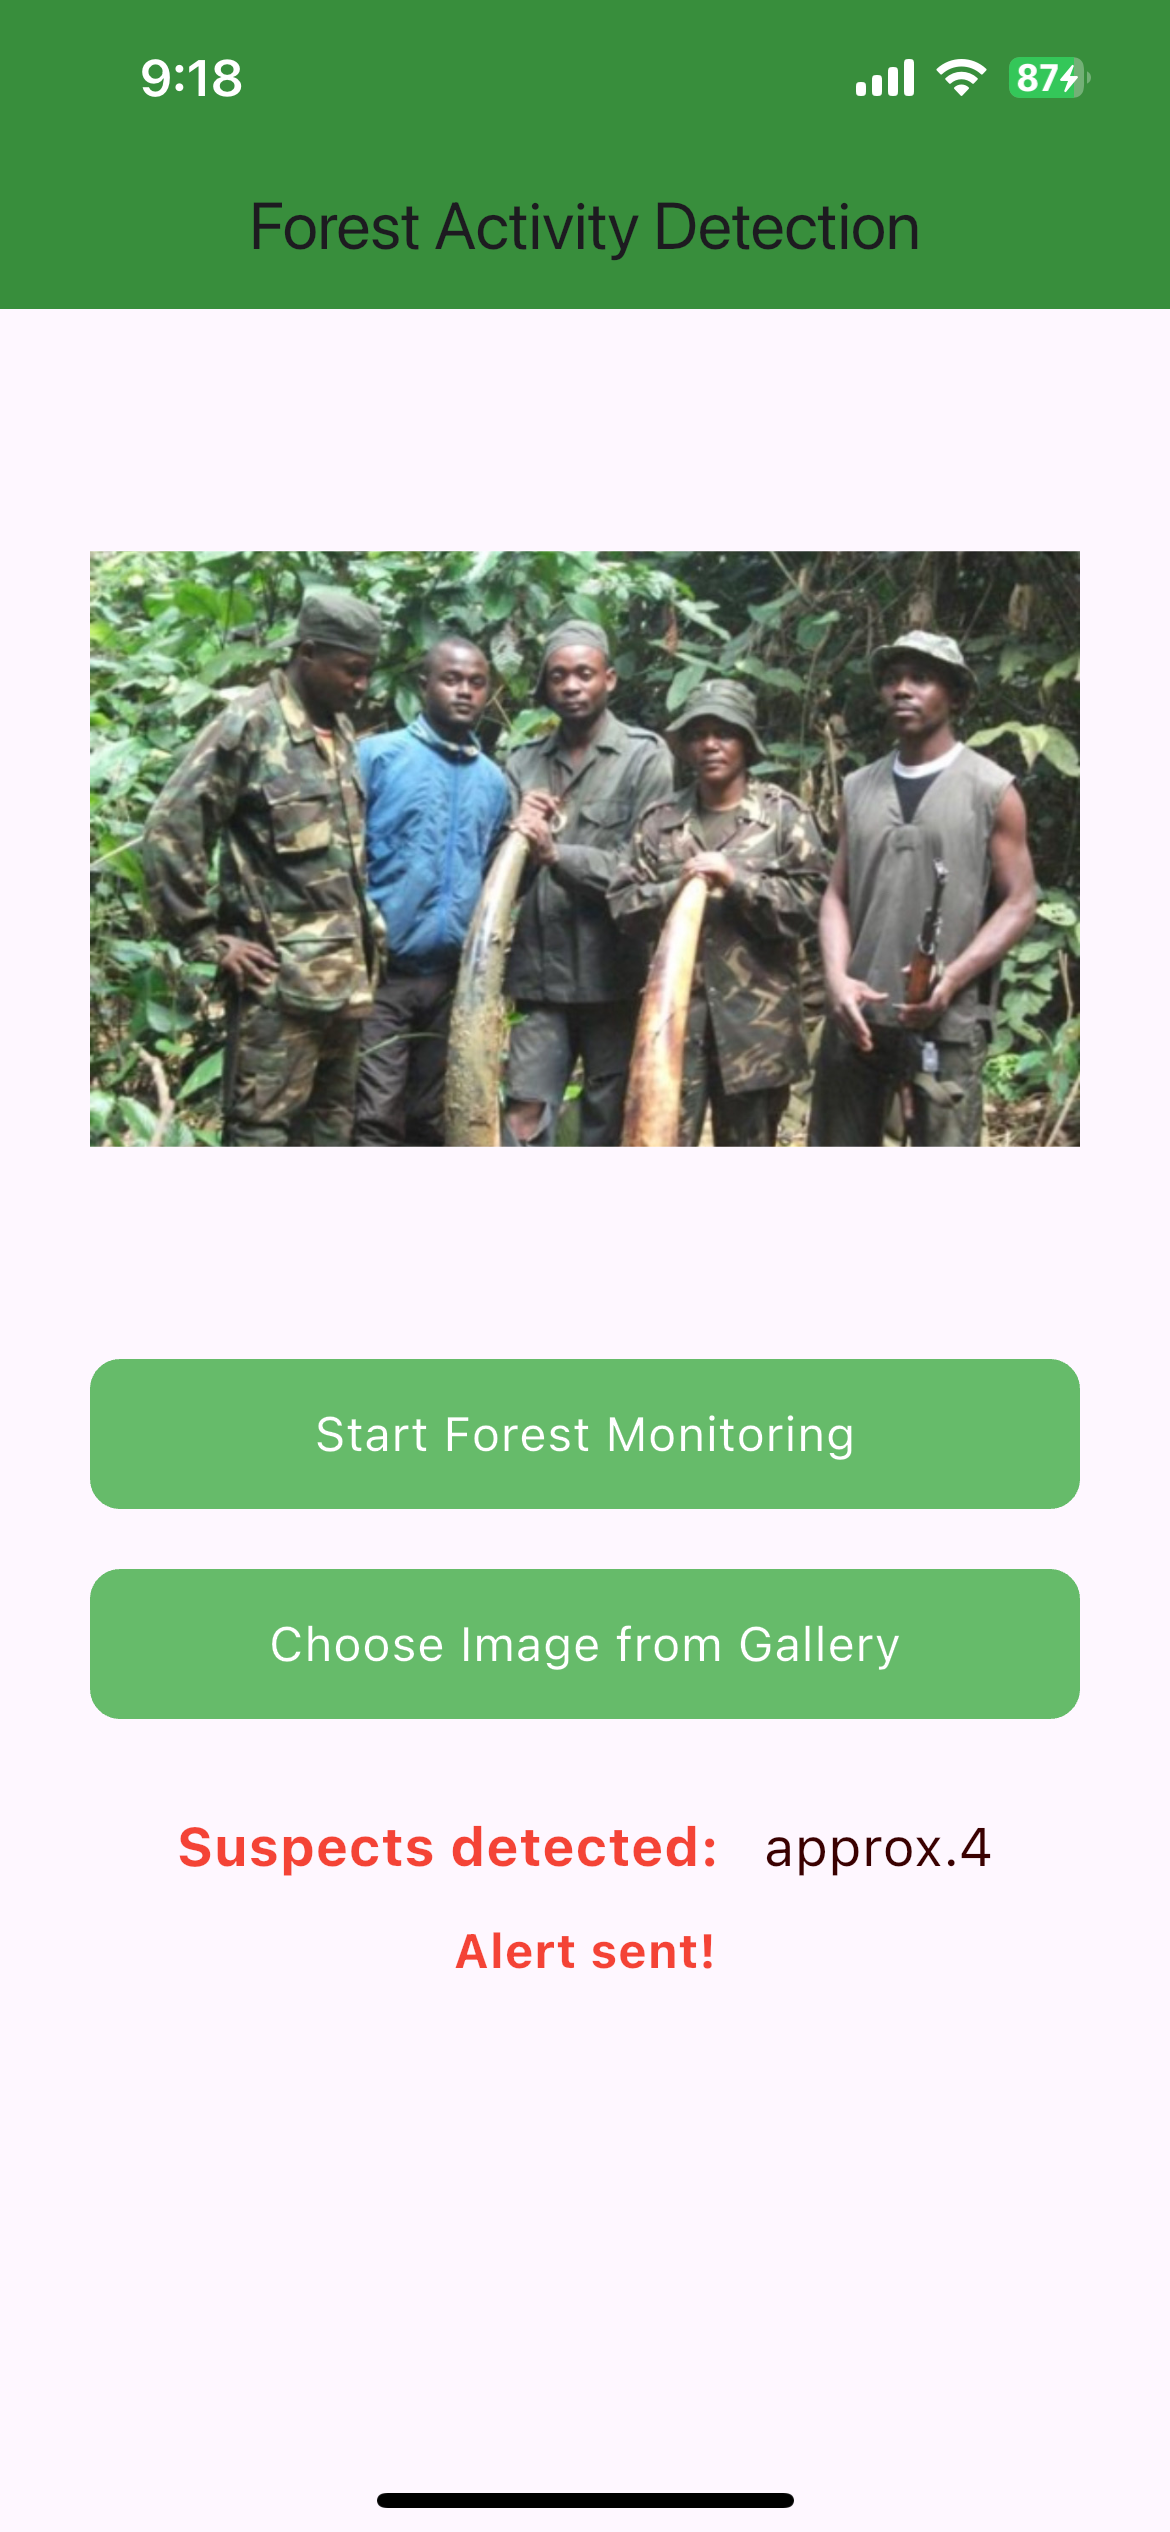 9:18
87
Forest Activity Detection
Start Forest Monitoring
Choose Image from Gallery
Suspects detected: approx.4
Alert sent!